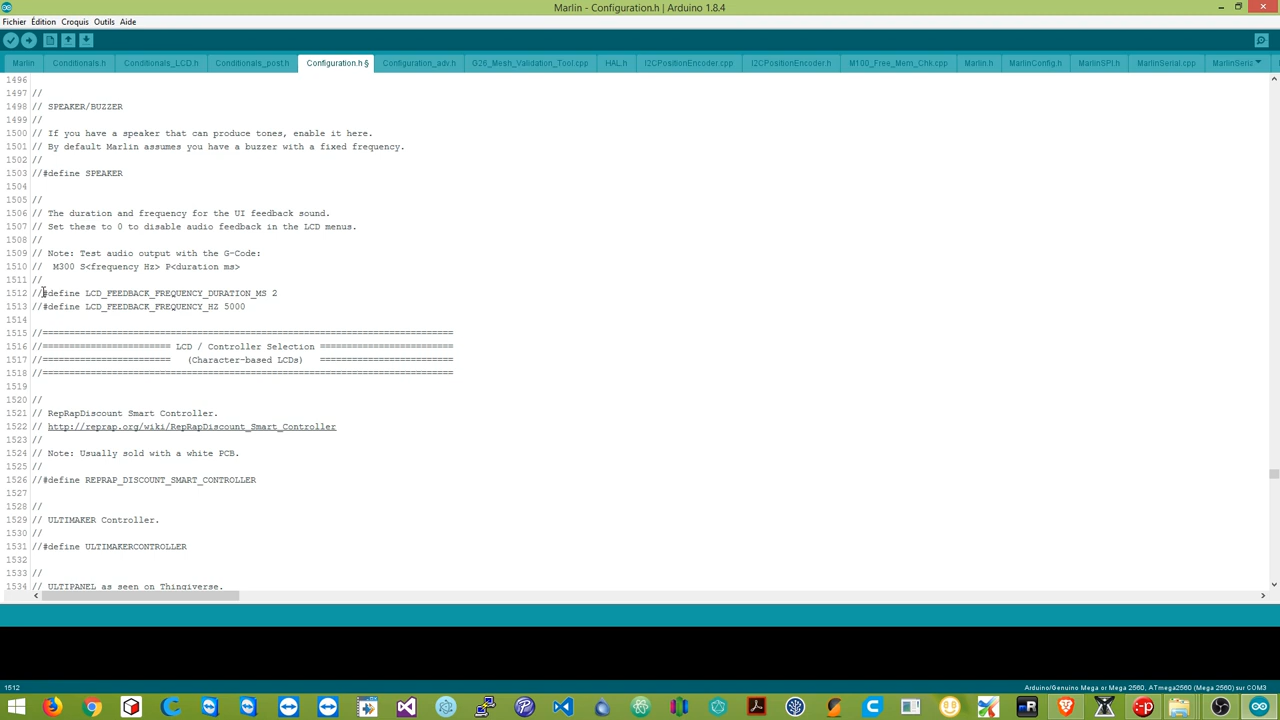 Marlin - Configuration.h | Arduino 1.8.4
Fichier Édition Croquis Outils Aide
Marlin Conditionals.h Conditionals_LCD.h Conditionals_post.h Configuration.h § Configuration_adv.h G26_Mesh_Validation_Tool.cpp HAL.h I2CPositionEncoder.cpp I2CPositionEncoder.h M100_Free_Mem_Chk.cpp Marlin.h MarlinConfig.h MarlinSPI.h MarlinSerial.cpp MarlinSeria
1496
1497 //
1498 // SPEAKER/BUZZER
1499 //
1500 // If you have a speaker that can produce tones, enable it here.
1501 // By default Marlin assumes you have a buzzer with a fixed frequency.
1502 //
1503 //#define SPEAKER
1504
1505 //
1506 // The duration and frequency for the UI feedback sound.
1507 // Set these to 0 to disable audio feedback in the LCD menus.
1508 //
1509 // Note: Test audio output with the G-Code:
1510 //  M300 S<frequency Hz> P<duration ms>
1511 //
1512 //#define LCD_FEEDBACK_FREQUENCY_DURATION_MS 2
1513 //#define LCD_FEEDBACK_FREQUENCY_HZ 5000
1514
1515 //=============================================================================
1516 //======================== LCD / Controller Selection =========================
1517 //========================   (Character-based LCDs)   =========================
1518 //=============================================================================
1519
1520 //
1521 // RepRapDiscount Smart Controller.
1522 // http://reprap.org/wiki/RepRapDiscount_Smart_Controller
1523 //
1524 // Note: Usually sold with a white PCB.
1525 //
1526 //#define REPRAP_DISCOUNT_SMART_CONTROLLER
1527
1528 //
1529 // ULTIMAKER Controller.
1530 //
1531 //#define ULTIMAKERCONTROLLER
1532
1533 //
1534 // ULTIPANEL as seen on Thingiverse.
1512
Arduino/Genuino Mega or Mega 2560, ATmega2560 (Mega 2560) sur COM3